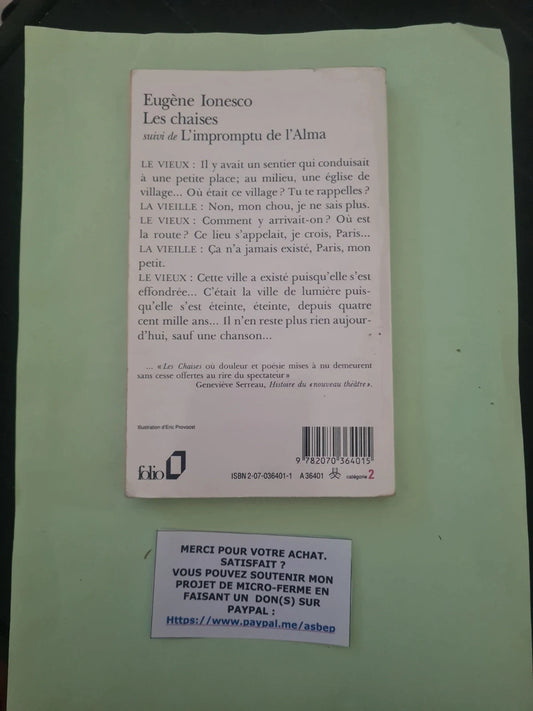 Eugène Ionesco
Les chaises
suivi de L'impromptu de l'Alma
LE VIEUX : Il y avait un sentier qui conduisait
à une petite place; au milieu, une église de
village... Où était ce village ? Tu te rappelles ?
LA VIEILLE : Non, mon chou, je ne sais plus.
LE VIEUX : Comment y arrivait-on ? Où est
la route ? Ce lieu s'appelait, je crois, Paris...
LA VIEILLE : Ça n'a jamais existé, Paris, mon
petit.
LE VIEUX : Cette ville a existé puisqu'elle s'est
effondrée... C'était la ville de lumière puis-
qu'elle s'est éteinte, éteinte, depuis quatre
cent mille ans... Il n'en reste plus rien aujour-
d'hui, sauf une chanson...
... « Les Chaises où douleur et poésie mises à nu demeurent
sans cesse offertes au rire du spectateur »
Geneviève Serreau, Histoire du « nouveau théâtre ».
Illustration d'Eric Provoost
9 782070 364015
folio
ISBN 2-07-036401-1 A 36401 catégorie 2
MERCI POUR VOTRE ACHAT.
SATISFAIT ?
VOUS POUVEZ SOUTENIR MON
PROJET DE MICRO-FERME EN
FAISANT UN DON(S) SUR
PAYPAL :
Https://www.paypal.me/asbep